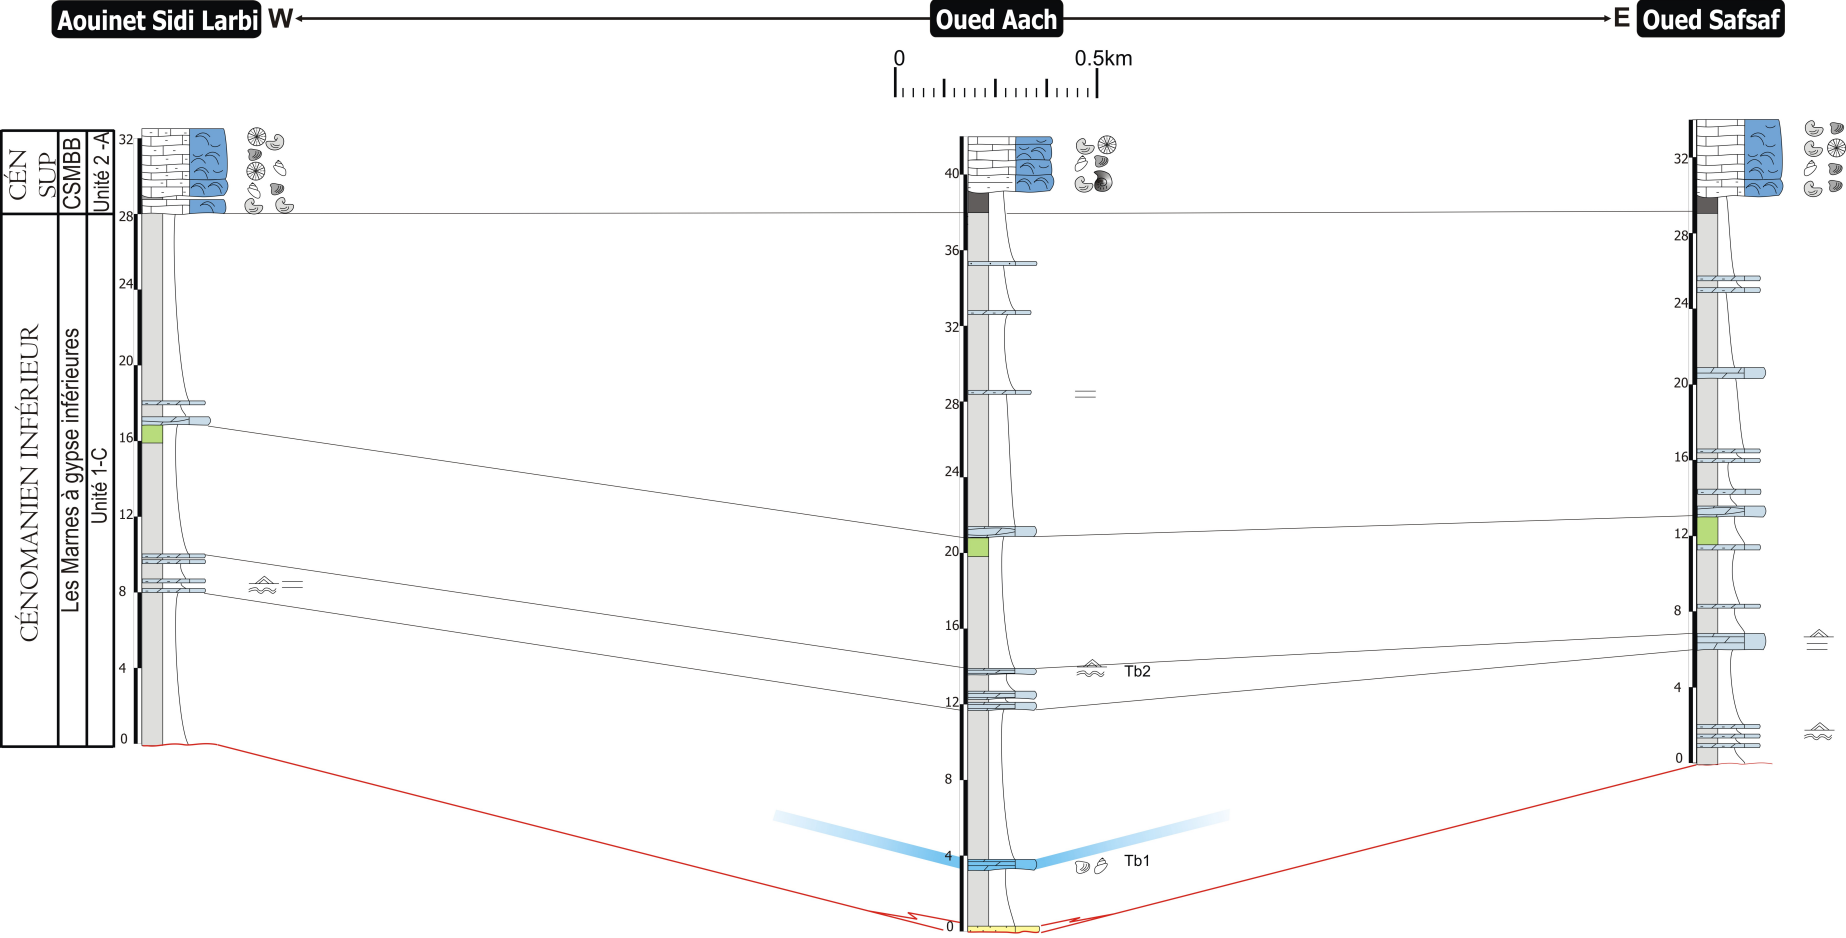 Aouinet Sidi Larbi W
Oued Aach
E Oued Safsaf
0 0.5km
CÉN
SUP
CSMBB
Unité 2 -A
CÉNOMANIEN INFÉRIEUR
Les Marnes à gypse inférieures
Unité 1-C
32
28
24
20
16
12
8
4
0
40
36
32
28
24
20
16
12
8
4
0
Tb2
Tb1
32
28
24
20
16
12
8
4
0